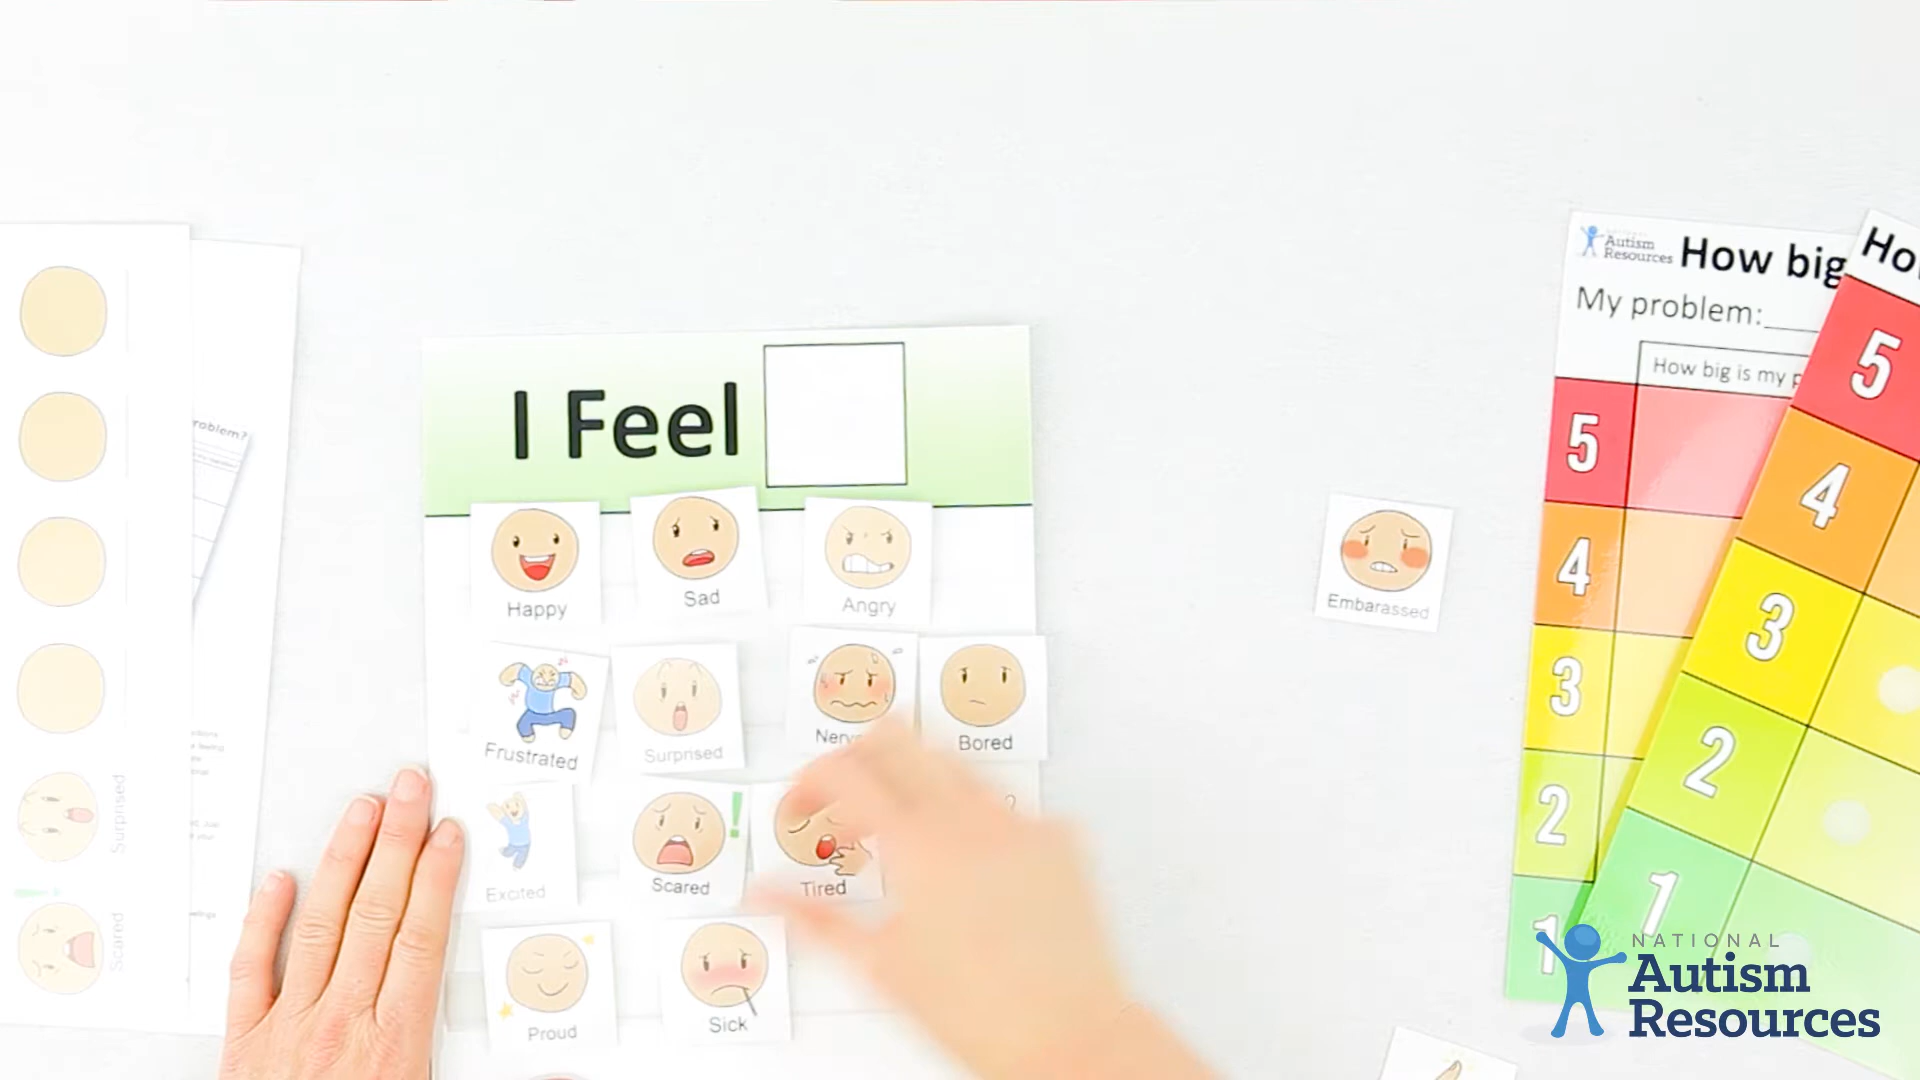 I Feel
Happy
Sad
Angry
Frustrated
Surprised
Bored
Excited
Scared
Tired
Proud
Sick
Embarassed
Surprised
Scared
Autism
Resources
How big
My problem:
How big is my
5
4
3
2
1
5
4
3
2
1
NATIONAL
Autism
Resources